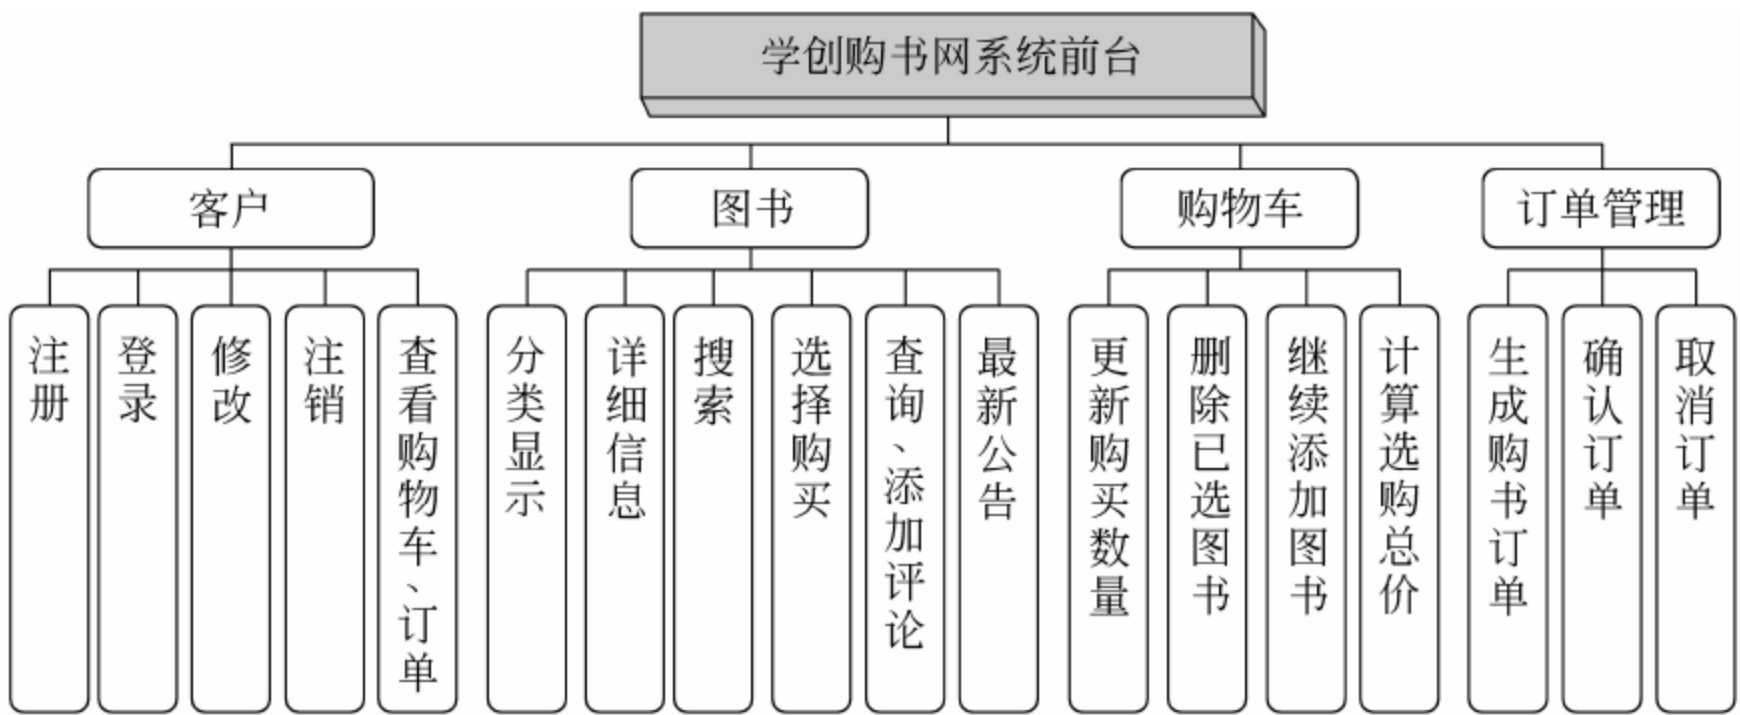 学创购书网系统前台
客户
图书
购物车
订单管理
注册
登录
修改
注销
查看购物车、订单
分类显示
详细信息
搜索
选择购买
查询、添加评论
最新公告
更新购买数量
删除已选图书
继续添加图书
计算选购总价
生成购书订单
确认订单
取消订单